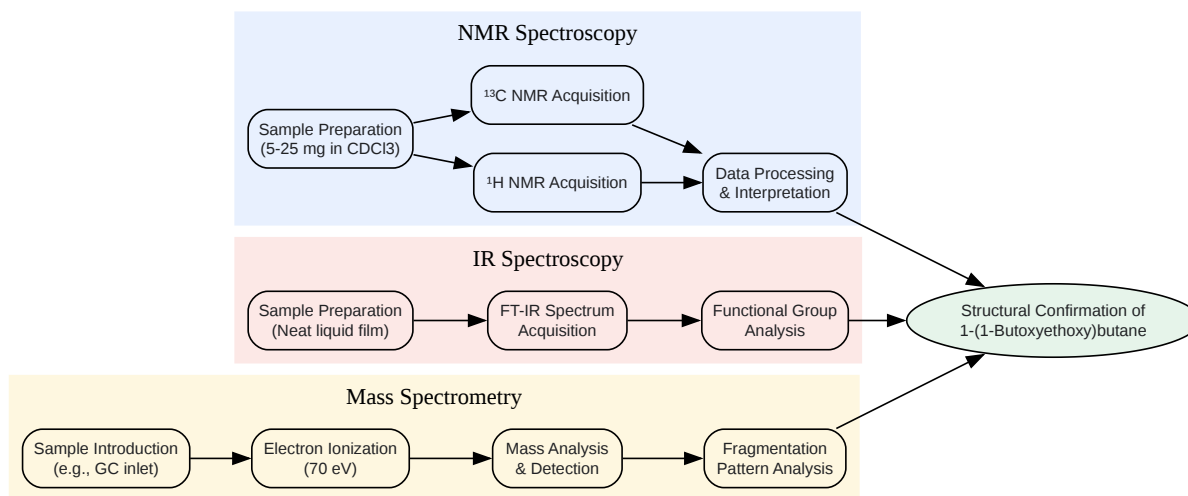 NMR Spectroscopy
¹³C NMR Acquisition
Sample Preparation
(5-25 mg in CDCl3)
¹H NMR Acquisition
Data Processing
& Interpretation
IR Spectroscopy
Sample Preparation
(Neat liquid film)
FT-IR Spectrum
Acquisition
Functional Group
Analysis
Structural Confirmation of
1-(1-Butoxyethoxy)butane
Mass Spectrometry
Sample Introduction
(e.g., GC inlet)
Electron Ionization
(70 eV)
Mass Analysis
& Detection
Fragmentation
Pattern Analysis